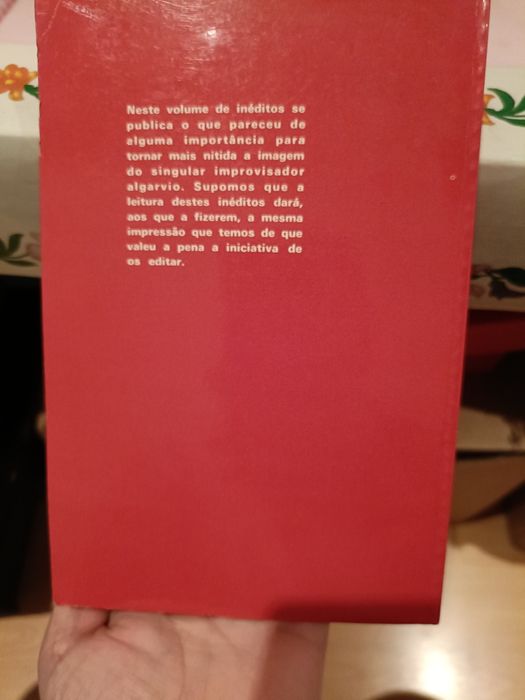 Neste volume de inéditos se
publica o que pareceu de
alguma importância para
tornar mais nitida a imagem
do singular improvisador
algarvio. Supomos que a
leitura destes inéditos dará,
aos que a fizerem, a mesma
impressão que temos de que
valeu a pena a iniciativa de
os editar.